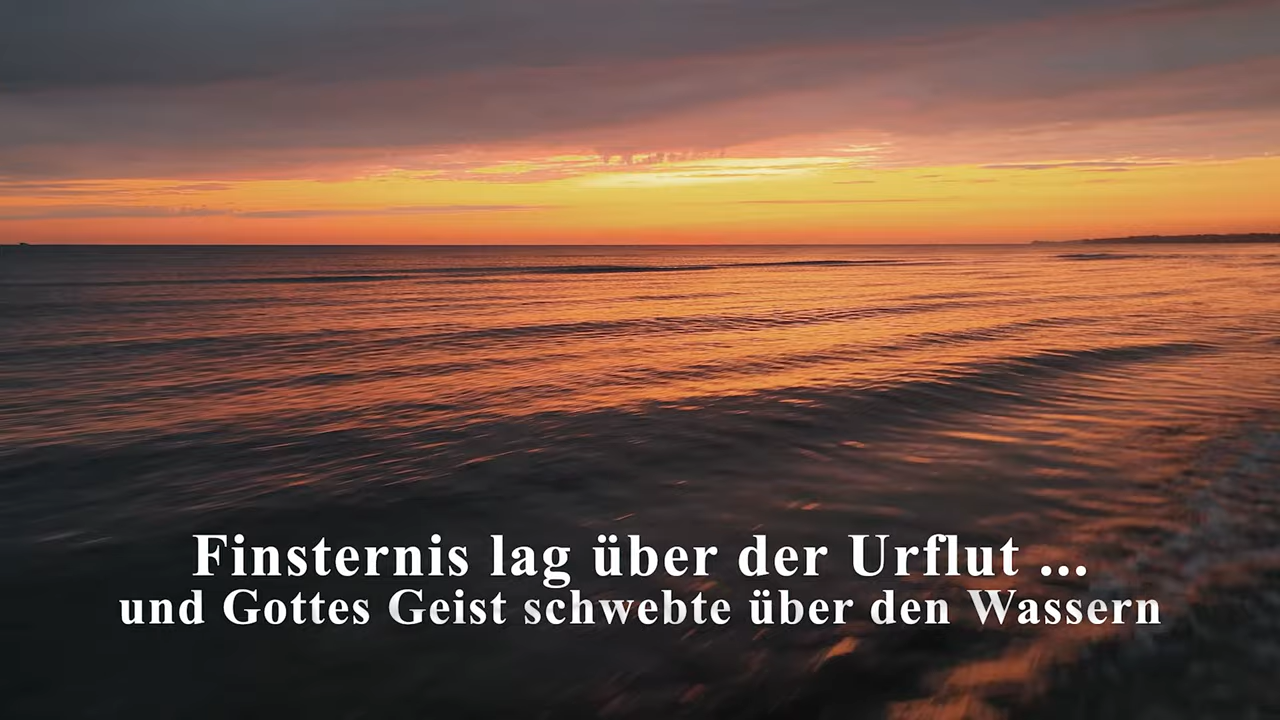 Finsternis lag über der Urflut ...
und Gottes Geist schwebte über den Wassern